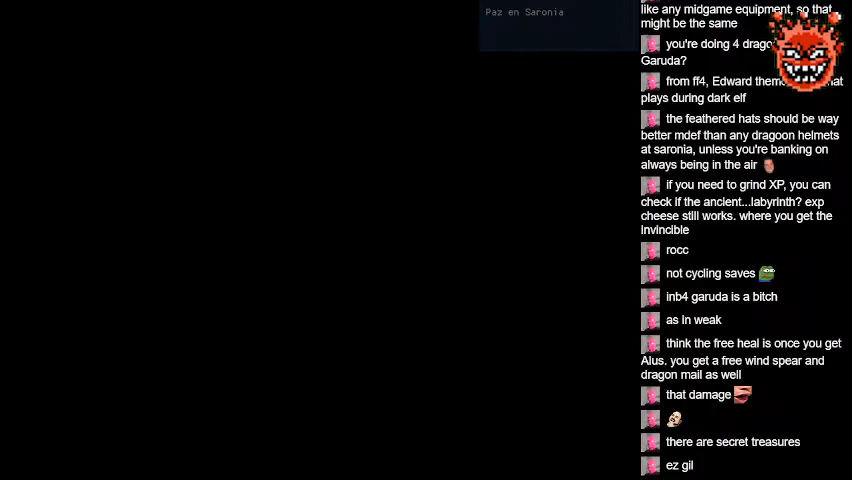 Paz en Saronia
like any midgame equipment, so that
might be the same
you're doing 4 drago
Garuda?
from ff4, Edward them
at
plays during dark elf
the feathered hats should be way
better mdef than any dragoon helmets
at saronia, unless you're banking on
always being in the air
if you need to grind XP, you can
check if the ancient...labyrinth? exp
cheese still works. where you get the
invincible
rocc
not cycling saves
inb4 garuda is a bitch
as in weak
think the free heal is once you get
Alus. you get a free wind spear and
dragon mail as well
that damage
there are secret treasures
ez gil